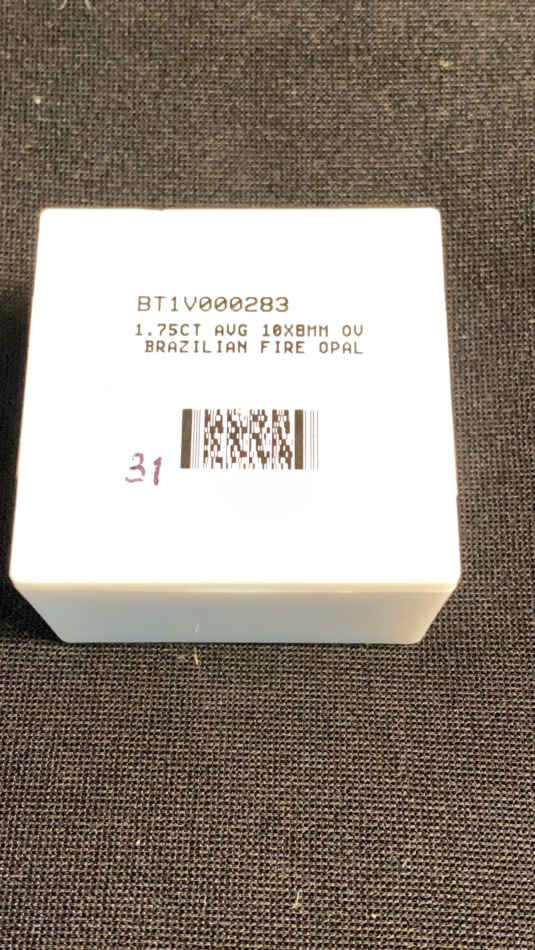 BT1V000283
1.75CT AVG 10X8MM OV
BRAZILIAN FIRE OPAL
31